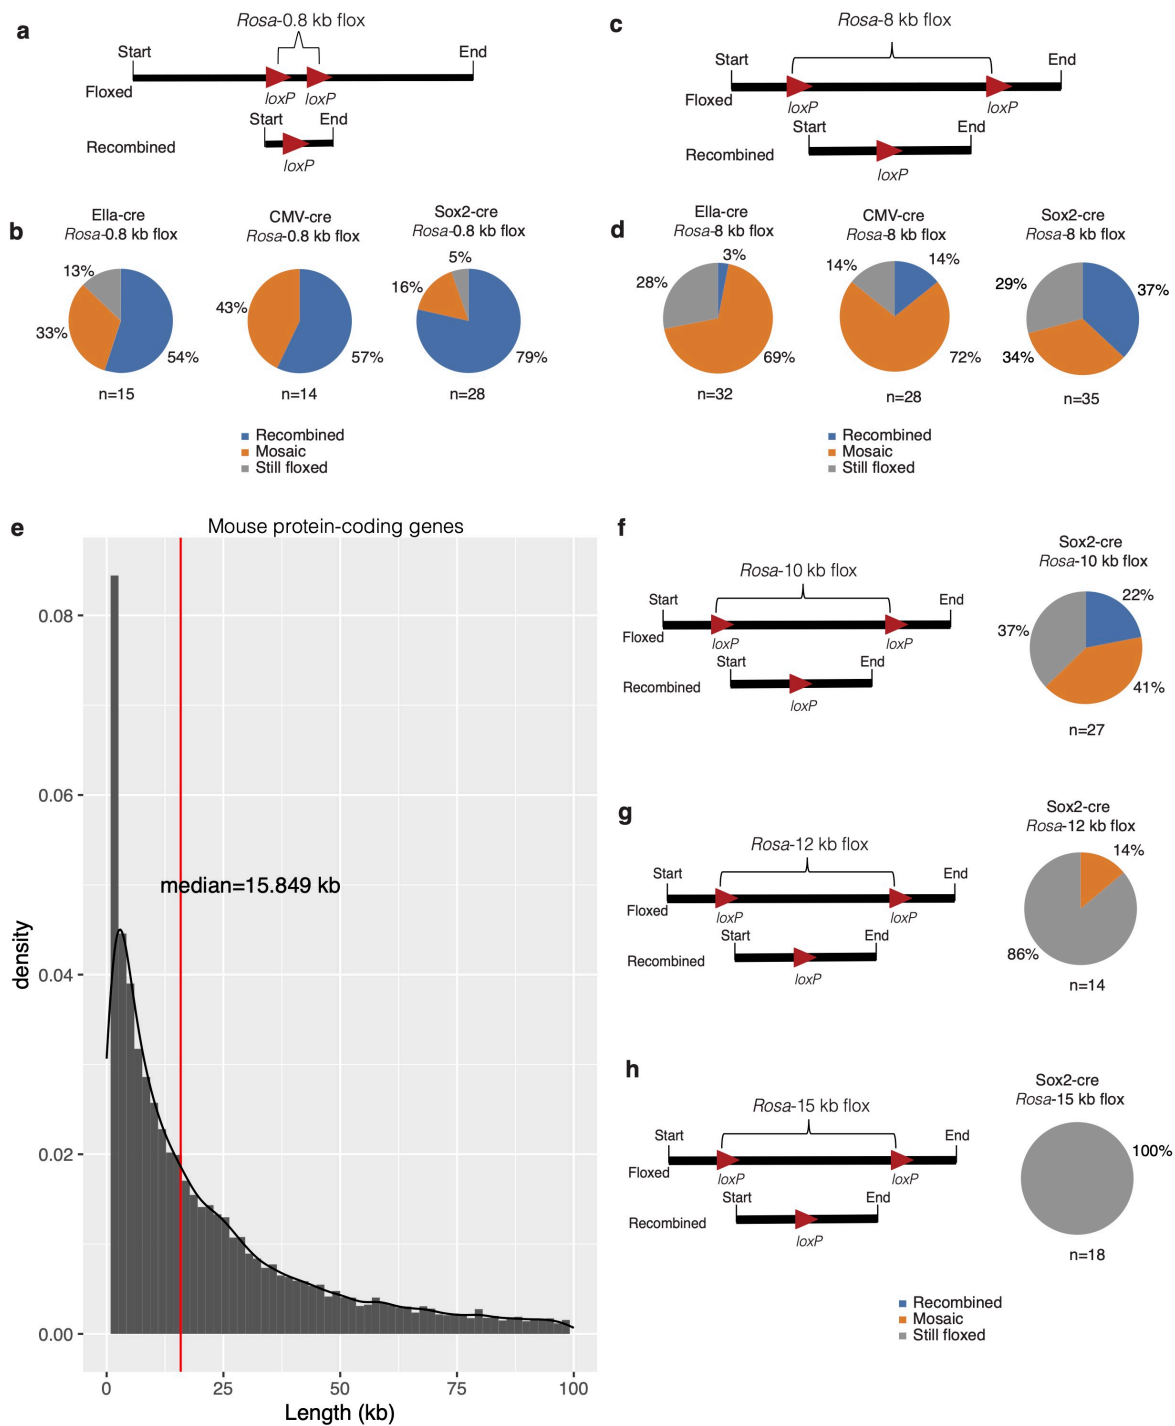 a
Rosa-0.8 kb flox
Start
End
Floxed
loxP
loxP
Start
End
Recombined
loxP
b
Ella-cre
Rosa-0.8 kb flox
13%
33%
54%
n=15
CMV-cre
Rosa-0.8 kb flox
43%
57%
n=14
Sox2-cre
Rosa-0.8 kb flox
5%
16%
79%
n=28
Recombined
Mosaic
Still floxed
c
Rosa-8 kb flox
Start
End
Floxed
loxP
loxP
Start
End
Recombined
loxP
d
Ella-cre
Rosa-8 kb flox
3%
28%
69%
n=32
CMV-cre
Rosa-8 kb flox
14%
14%
72%
n=28
Sox2-cre
Rosa-8 kb flox
29%
37%
34%
n=35
Recombined
Mosaic
Still floxed
e
Mouse protein-coding genes
median=15.849 kb
density
0.08
0.06
0.04
0.02
0.00
0
25
50
75
100
Length (kb)
f
Rosa-10 kb flox
Start
End
Floxed
loxP
loxP
Start
End
Recombined
loxP
Sox2-cre
Rosa-10 kb flox
22%
37%
41%
n=27
g
Rosa-12 kb flox
Start
End
Floxed
loxP
loxP
Start
End
Recombined
loxP
Sox2-cre
Rosa-12 kb flox
14%
86%
n=14
h
Rosa-15 kb flox
Start
End
Floxed
loxP
loxP
Start
End
Recombined
loxP
Sox2-cre
Rosa-15 kb flox
100%
n=18
Recombined
Mosaic
Still floxed